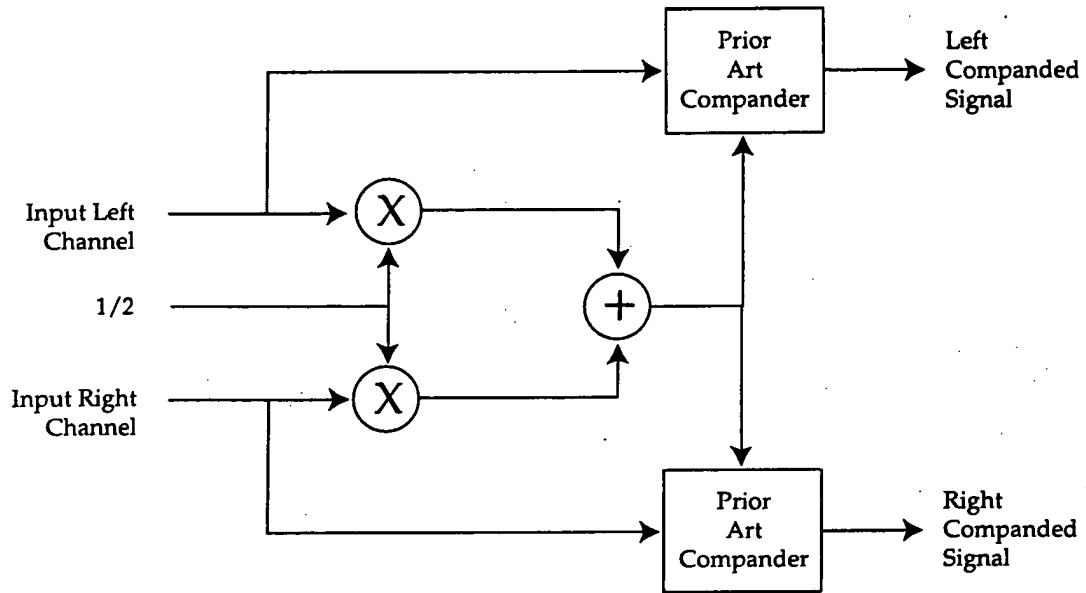 Prior
Art
Compander
Left
Companded
Signal
Input Left
Channel
X
1/2
+
Input Right
Channel
X
Prior
Art
Compander
Right
Companded
Signal